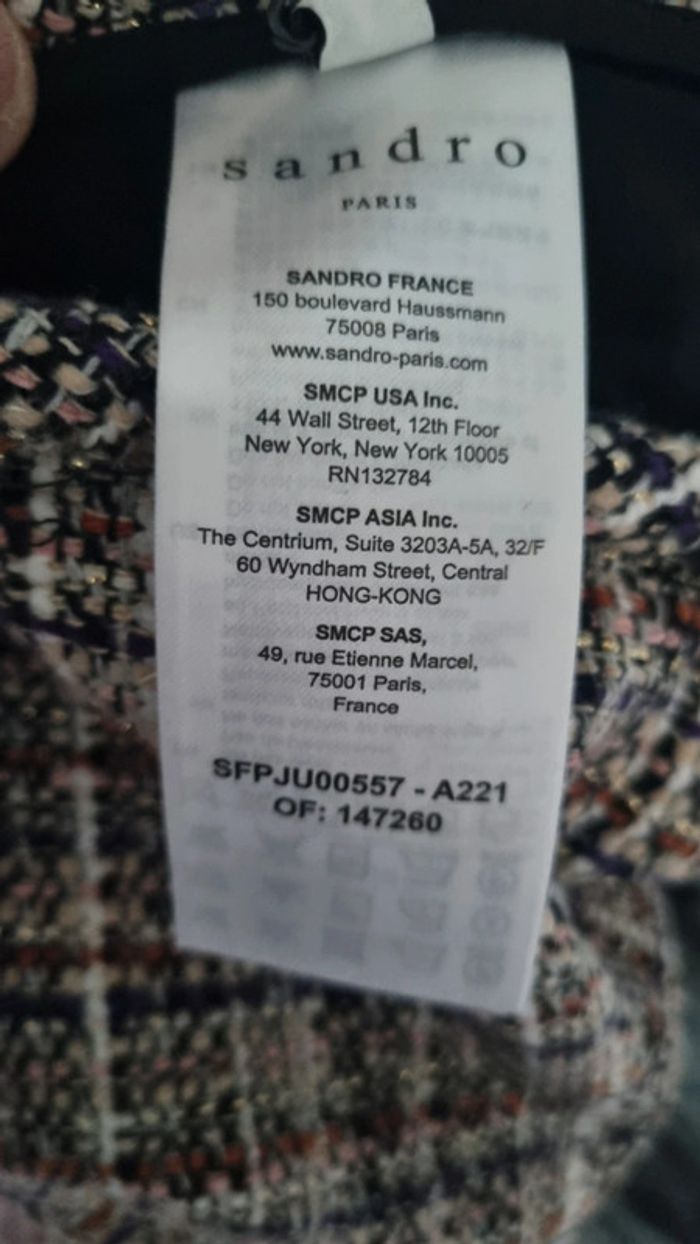 sandro
PARIS
SANDRO FRANCE
150 boulevard Haussmann
75008 Paris
www.sandro-paris.com
SMCP USA Inc.
44 Wall Street, 12th Floor
New York, New York 10005
RN132784
SMCP ASIA Inc.
The Centrium, Suite 3203A-5A, 32/F
60 Wyndham Street, Central
HONG-KONG
SMCP SAS,
49, rue Etienne Marcel,
75001 Paris,
France
SFPJU00557 - A221
OF: 147260